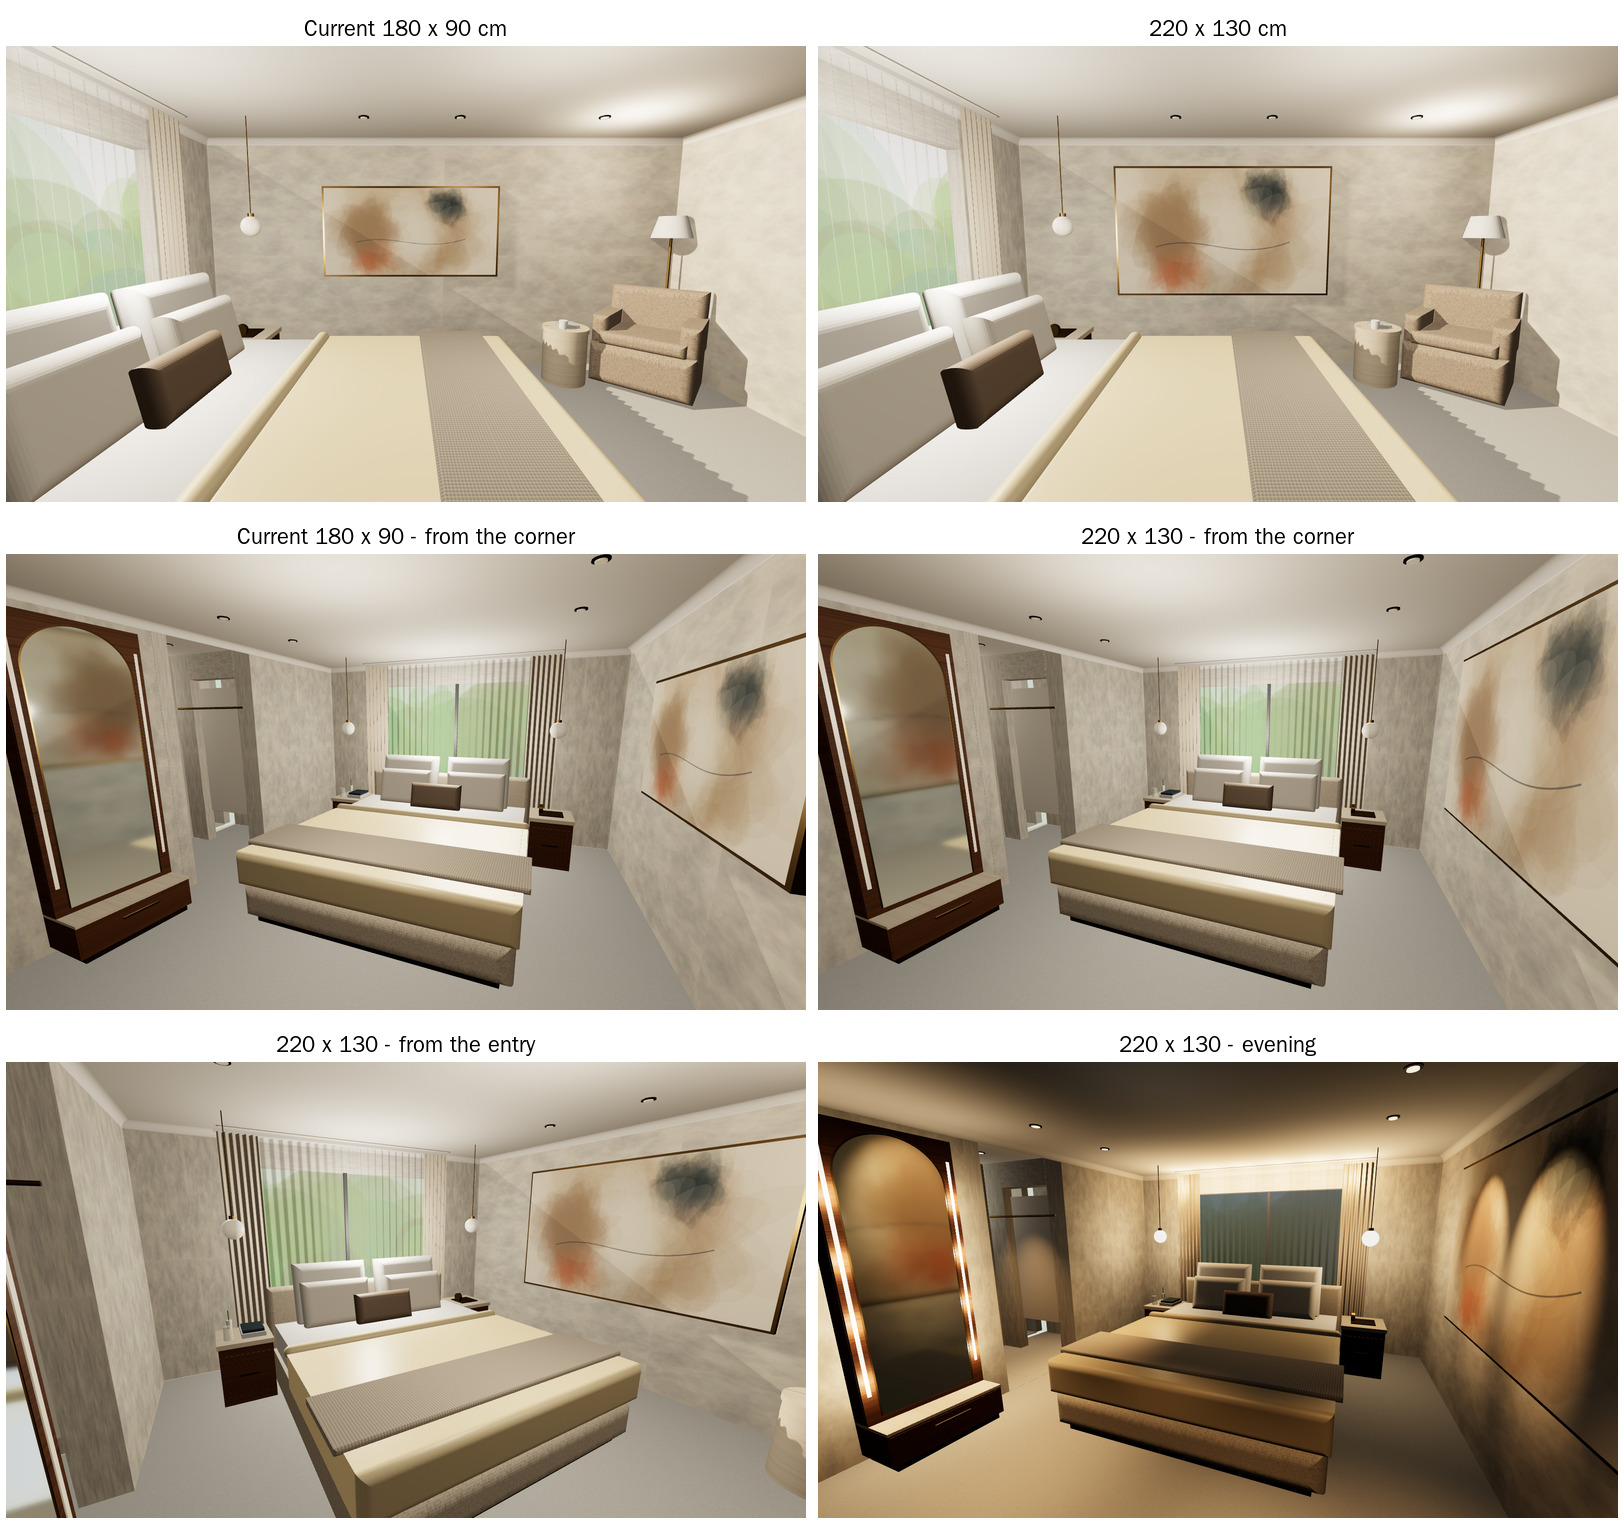 Current 180 x 90 cm
220 x 130 cm
Current 180 x 90 - from the corner
220 x 130 - from the corner
220 x 130 - from the entry
220 x 130 - evening